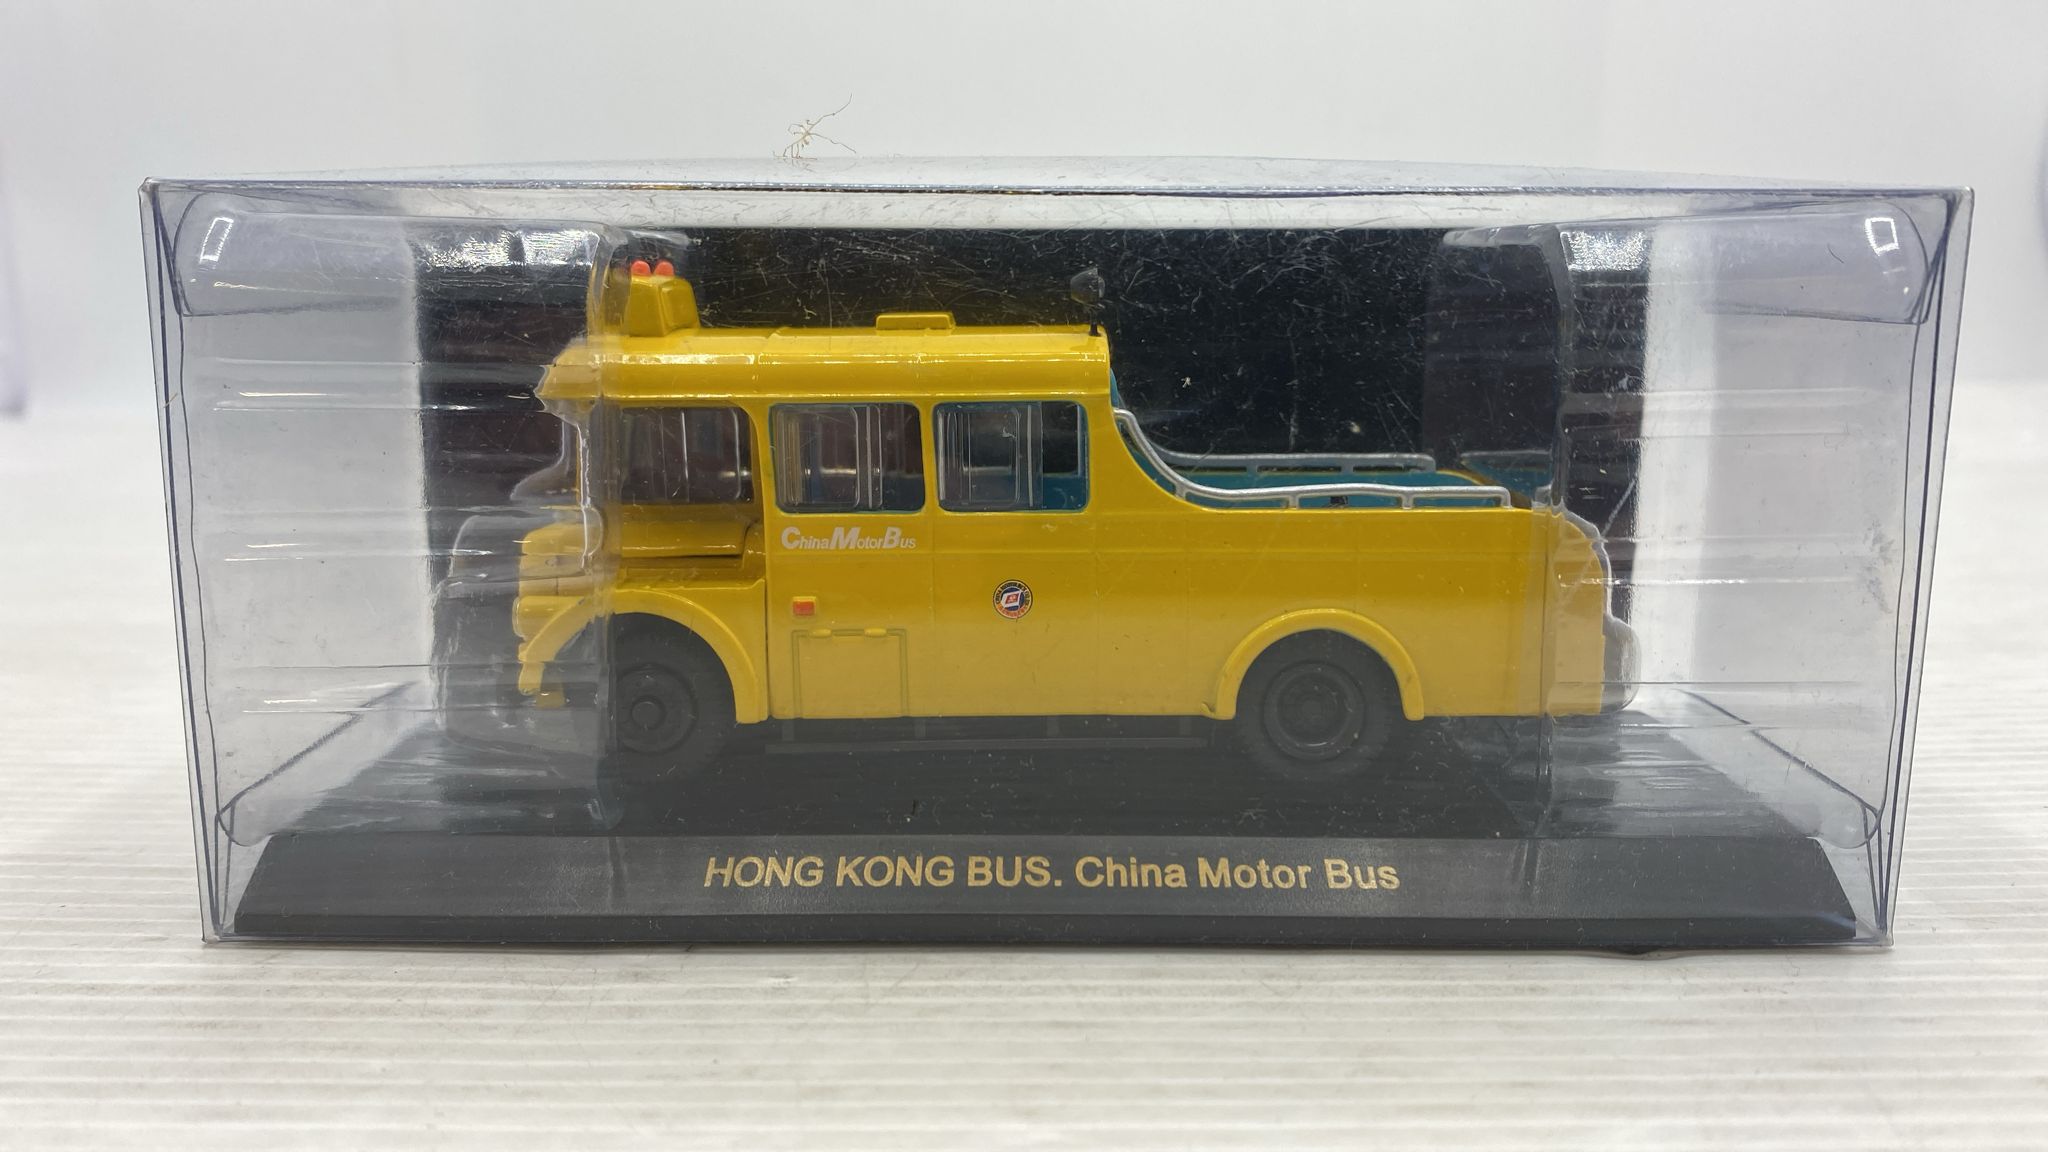 ChinaMotorBus
HONG KONG BUS. China Motor Bus